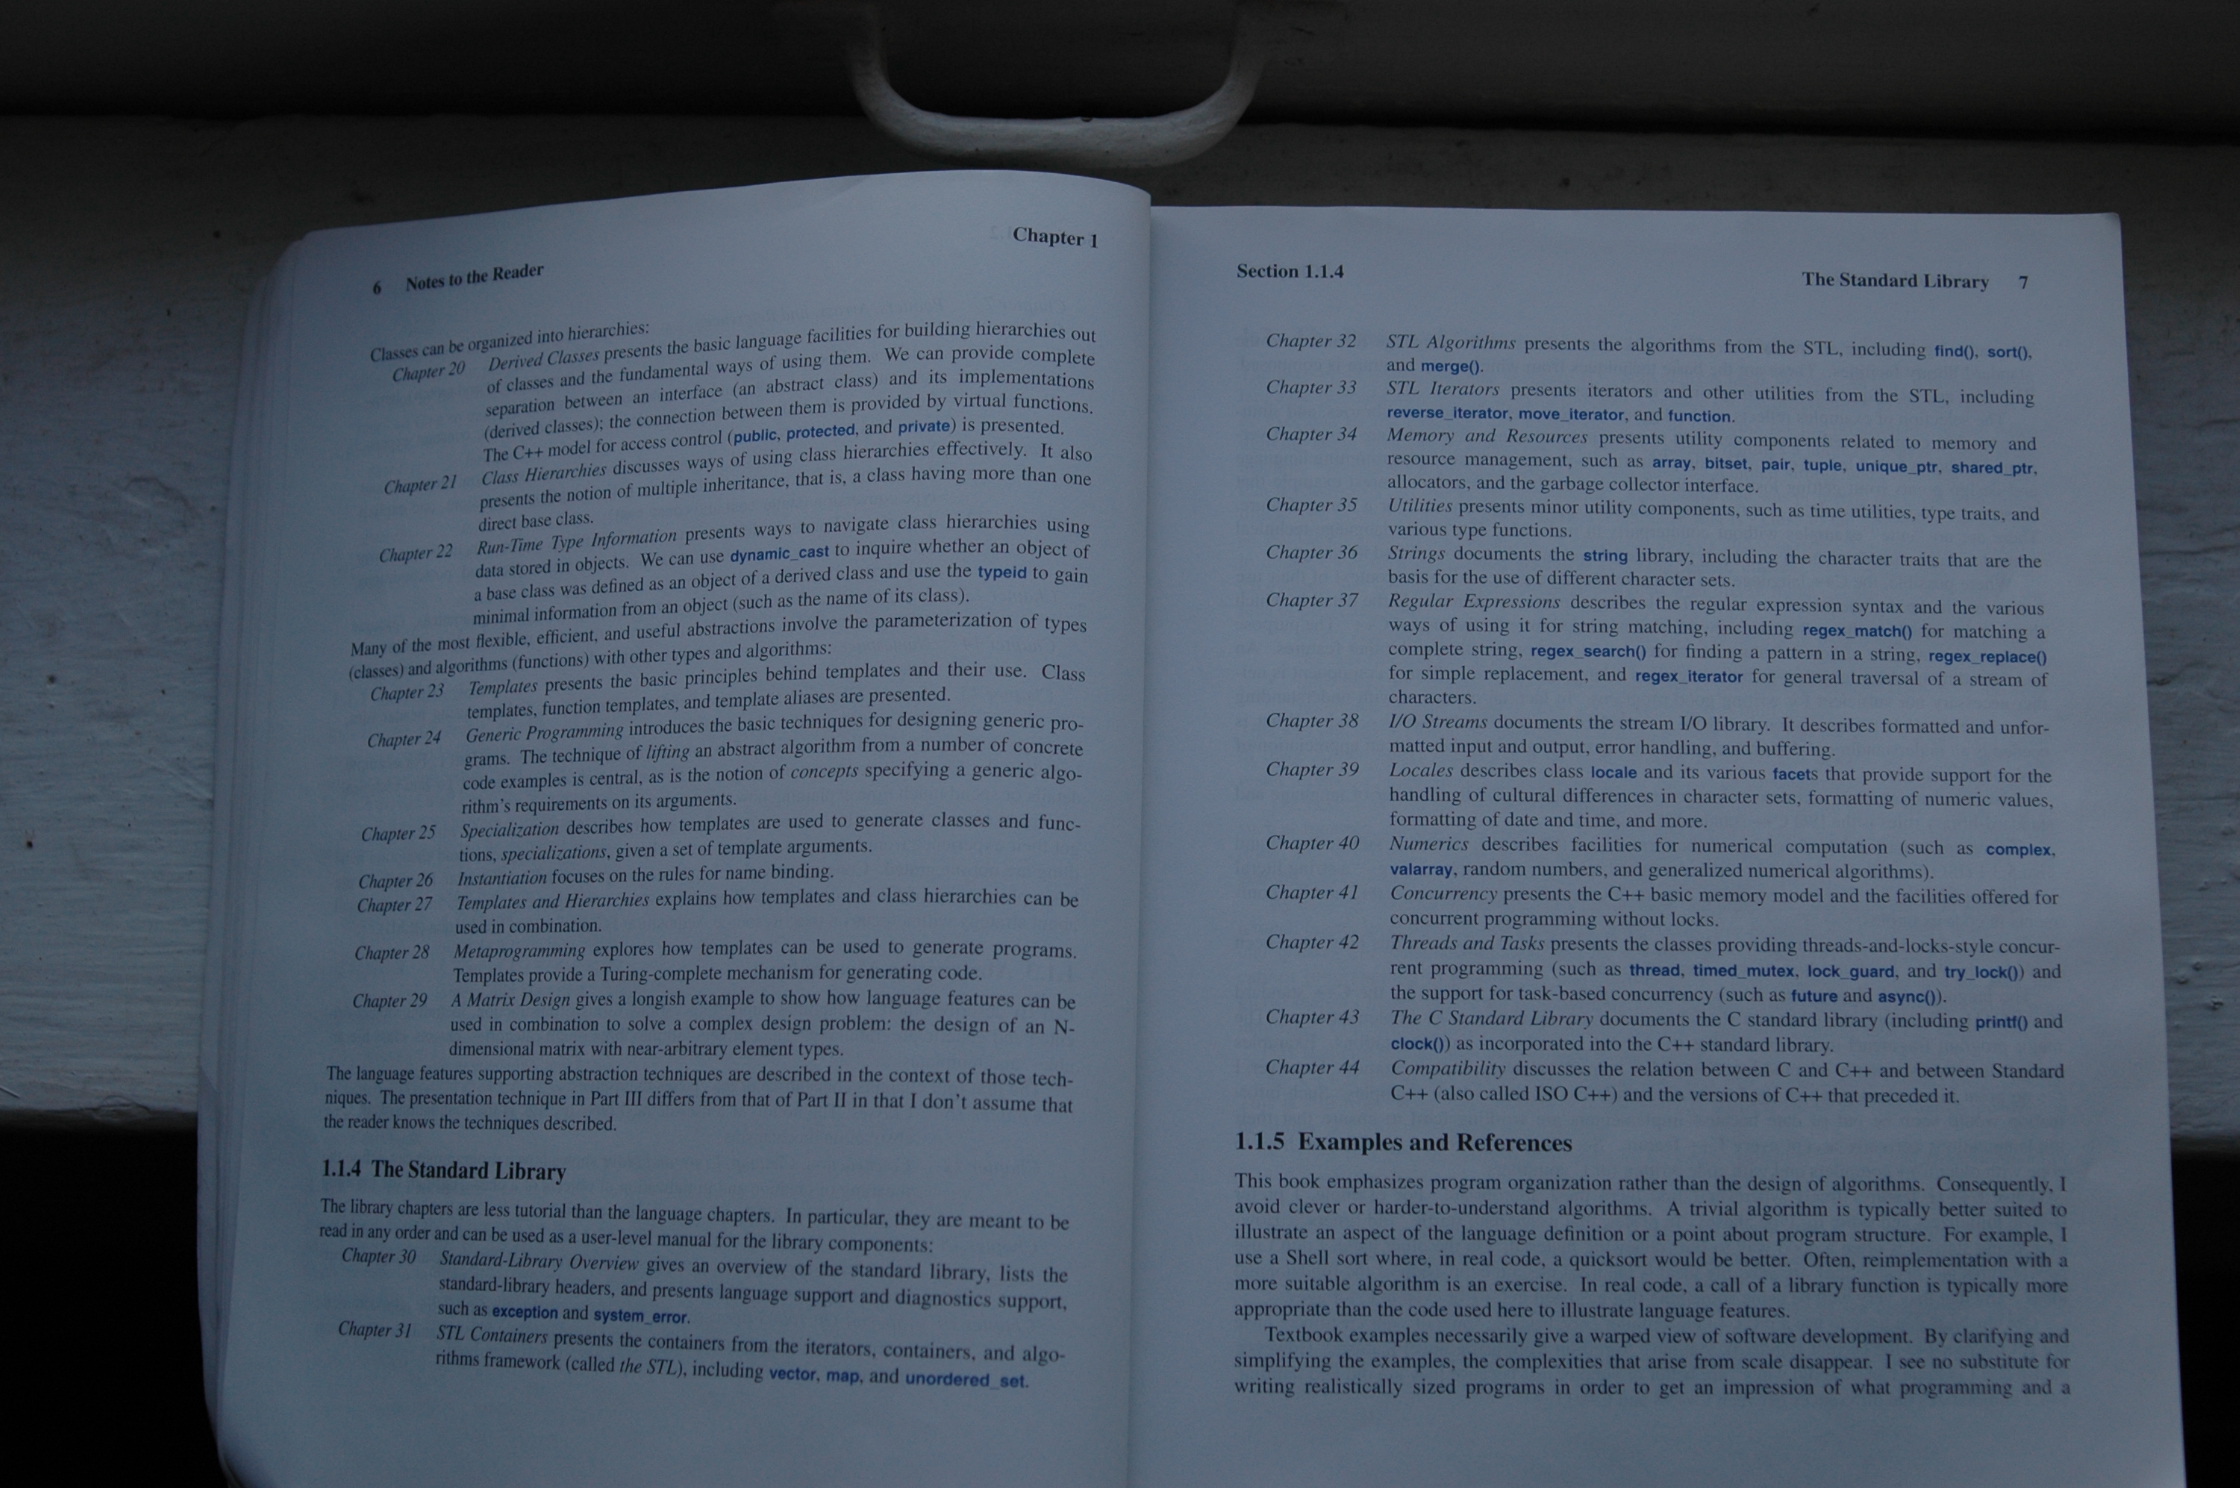 6 Notes to the Reader Chapter 1
Classes can be organized into hierarchies:
Chapter 20 Derived Classes presents the basic language facilities for building hierarchies out
of classes and the fundamental ways of using them. We can provide complete
separation between an interface (an abstract class) and its implementations
(derived classes); the connection between them is provided by virtual functions.
The C++ model for access control (public, protected, and private) is presented.
Chapter 21 Class Hierarchies discusses ways of using class hierarchies effectively. It also
presents the notion of multiple inheritance, that is, a class having more than one
direct base class.
Chapter 22 Run-Time Type Information presents ways to navigate class hierarchies using
data stored in objects. We can use dynamic_cast to inquire whether an object of
a base class was defined as an object of a derived class and use the typeid to gain
minimal information from an object (such as the name of its class).
Many of the most flexible, efficient, and useful abstractions involve the parameterization of types
(classes) and algorithms (functions) with other types and algorithms:
Chapter 23 Templates presents the basic principles behind templates and their use. Class
templates, function templates, and template aliases are presented.
Chapter 24 Generic Programming introduces the basic techniques for designing generic pro-
grams. The technique of lifting an abstract algorithm from a number of concrete
code examples is central, as is the notion of concepts specifying a generic algo-
rithm's requirements on its arguments.
Chapter 25 Specialization describes how templates are used to generate classes and func-
tions, specializations, given a set of template arguments.
Chapter 26 Instantiation focuses on the rules for name binding.
Chapter 27 Templates and Hierarchies explains how templates and class hierarchies can be
used in combination.
Chapter 28 Metaprogramming explores how templates can be used to generate programs.
Templates provide a Turing-complete mechanism for generating code.
Chapter 29 A Matrix Design gives a longish example to show how language features can be
used in combination to solve a complex design problem: the design of an N-
dimensional matrix with near-arbitrary element types.
The language features supporting abstraction techniques are described in the context of those tech-
niques. The presentation technique in Part III differs from that of Part II in that I don't assume that
the reader knows the techniques described.
1.1.4 The Standard Library
The library chapters are less tutorial than the language chapters. In particular, they are meant to be
read in any order and can be used as a user-level manual for the library components:
Chapter 30 Standard-Library Overview gives an overview of the standard library, lists the
standard-library headers, and presents language support and diagnostics support,
such as exception and system_error.
Chapter 31 STL Containers presents the containers from the iterators, containers, and algo-
rithms framework (called the STL), including vector, map, and unordered_set.
Section 1.1.4 The Standard Library 7
Chapter 32 STL Algorithms presents the algorithms from the STL, including find(), sort(),
and merge().
Chapter 33 STL Iterators presents iterators and other utilities from the STL, including
reverse_iterator, move_iterator, and function.
Chapter 34 Memory and Resources presents utility components related to memory and
resource management, such as array, bitset, pair, tuple, unique_ptr, shared_ptr,
allocators, and the garbage collector interface.
Chapter 35 Utilities presents minor utility components, such as time utilities, type traits, and
various type functions.
Chapter 36 Strings documents the string library, including the character traits that are the
basis for the use of different character sets.
Chapter 37 Regular Expressions describes the regular expression syntax and the various
ways of using it for string matching, including regex_match() for matching a
complete string, regex_search() for finding a pattern in a string, regex_replace()
for simple replacement, and regex_iterator for general traversal of a stream of
characters.
Chapter 38 I/O Streams documents the stream I/O library. It describes formatted and unfor-
matted input and output, error handling, and buffering.
Chapter 39 Locales describes class locale and its various facets that provide support for the
handling of cultural differences in character sets, formatting of numeric values,
formatting of date and time, and more.
Chapter 40 Numerics describes facilities for numerical computation (such as complex,
valarray, random numbers, and generalized numerical algorithms).
Chapter 41 Concurrency presents the C++ basic memory model and the facilities offered for
concurrent programming without locks.
Chapter 42 Threads and Tasks presents the classes providing threads-and-locks-style concur-
rent programming (such as thread, timed_mutex, lock_guard, and try_lock()) and
the support for task-based concurrency (such as future and async()).
Chapter 43 The C Standard Library documents the C standard library (including printf() and
clock()) as incorporated into the C++ standard library.
Chapter 44 Compatibility discusses the relation between C and C++ and between Standard
C++ (also called ISO C++) and the versions of C++ that preceded it.
1.1.5 Examples and References
This book emphasizes program organization rather than the design of algorithms. Consequently, I
avoid clever or harder-to-understand algorithms. A trivial algorithm is typically better suited to
illustrate an aspect of the language definition or a point about program structure. For example, I
use a Shell sort where, in real code, a quicksort would be better. Often, reimplementation with a
more suitable algorithm is an exercise. In real code, a call of a library function is typically more
appropriate than the code used here to illustrate language features.
Textbook examples necessarily give a warped view of software development. By clarifying and
simplifying the examples, the complexities that arise from scale disappear. I see no substitute for
writing realistically sized programs in order to get an impression of what programming and a